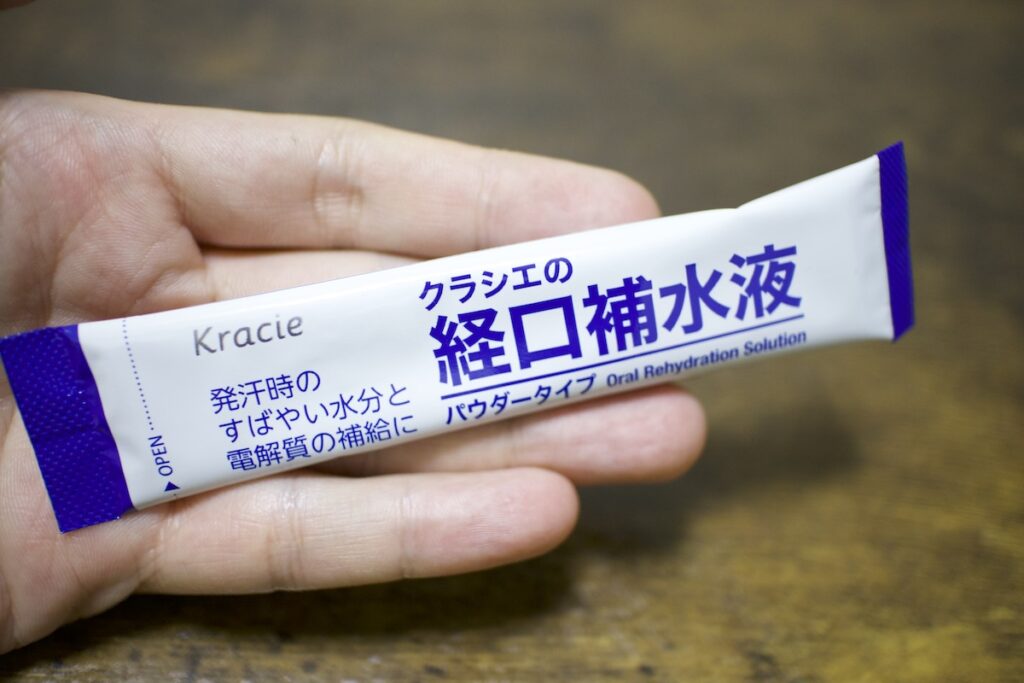 Kracie
発汗時の
すばやい水分と
電解質の補給に
クラシエの
経口補水液
パウダータイプ Oral Rehydration Solution
OPEN